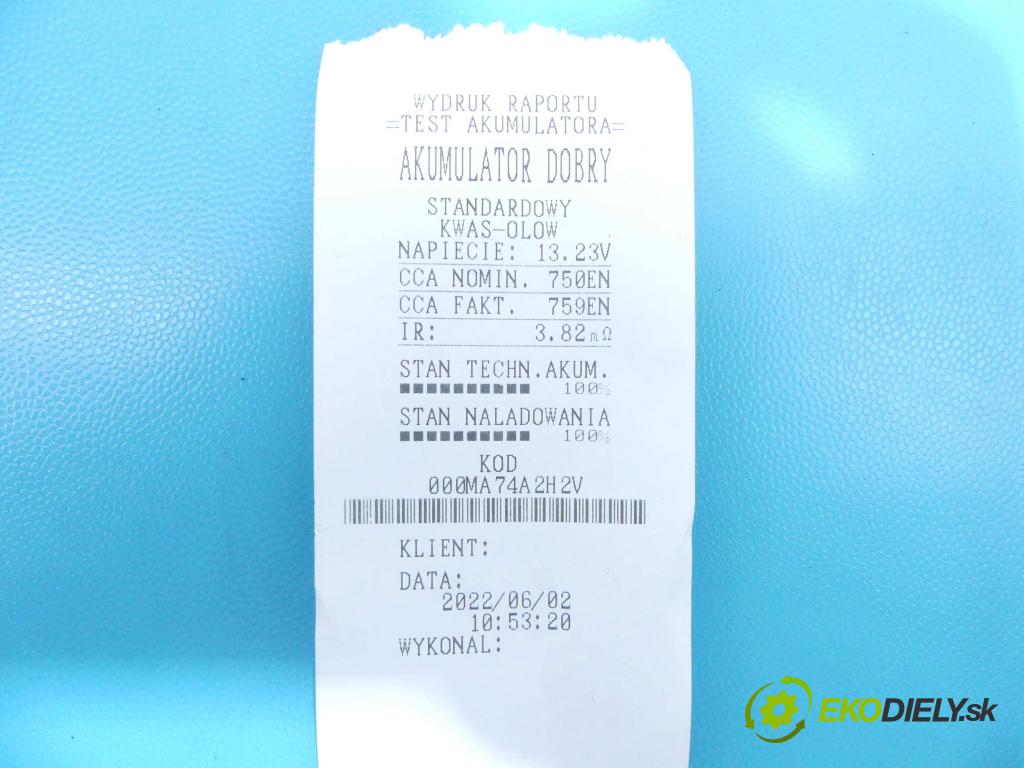 WYDRUK RAPORTU
=TEST AKUMULATORA=
AKUMULATOR DOBRY
STANDARDOWY
KWAS-OLOW
NAPIECIE: 13.23V
CCA NOMIN. 750EN
CCA FAKT. 759EN
IR: 3.82mΩ
STAN TECHN.AKUM.
100%
STAN NALADOWANIA
100%
KOD
000MA74A2H2V
KLIENT:
DATA:
2022/06/02
10:53:20
WYKONAL:
EKODIELY.sk